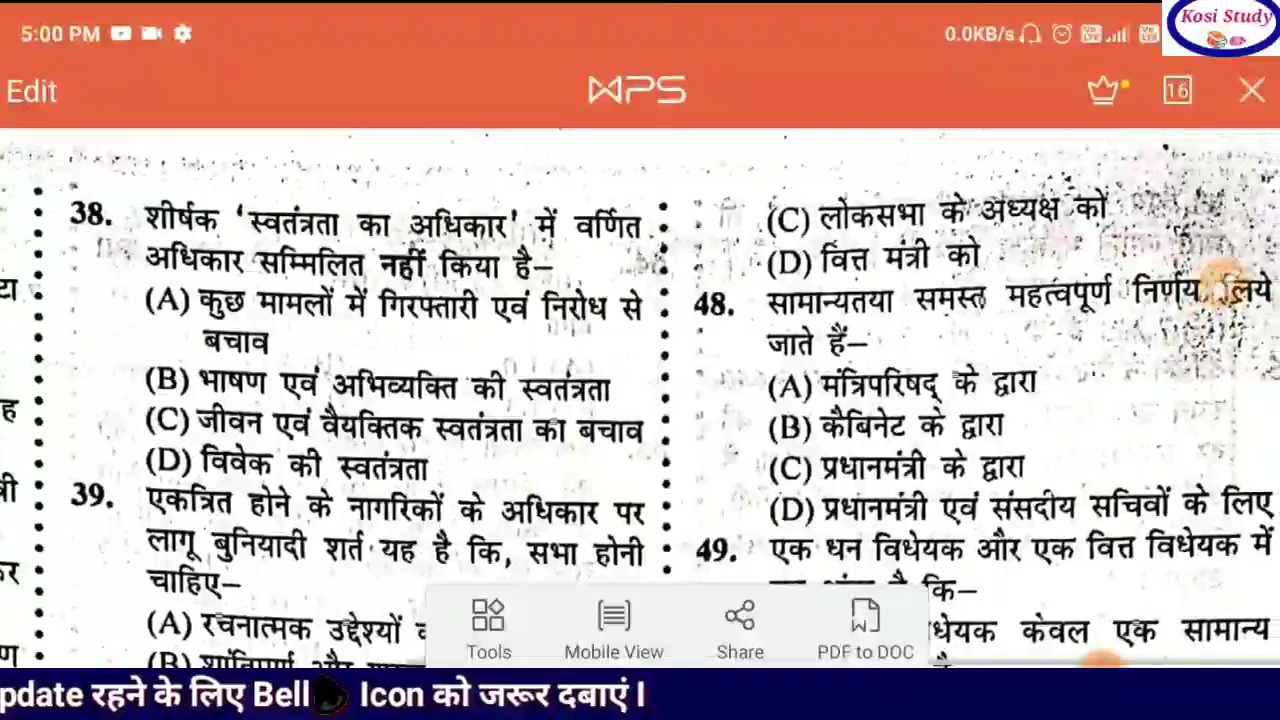 5:00 PM
0.0KB/s
Kosi Study
Edit
WPS
16
टा
ह
त्री
कर
ण
38. शीर्षक 'स्वतंत्रता का अधिकार' में वर्णित
अधिकार सम्मिलित नहीं किया है–
(A) कुछ मामलों में गिरफ्तारी एवं निरोध से
बचाव
(B) भाषण एवं अभिव्यक्ति की स्वतंत्रता
(C) जीवन एवं वैयक्तिक स्वतंत्रता का बचाव
(D) विवेक की स्वतंत्रता
39. एकत्रित होने के नागरिकों के अधिकार पर
लागू बुनियादी शर्त यह है कि, सभा होनी
चाहिए–
(A) रचनात्मक उद्देश्यों
(B) शांतिपूर्ण और
(C) लोकसभा के अध्यक्ष कों
(D) वित्त मंत्री को
48. सामान्यतया समस्त महत्वपूर्ण निर्णय लिये
जाते हैं–
(A) मंत्रिपरिषद् के द्वारा
(B) कैबिनेट के द्वारा
(C) प्रधानमंत्री के द्वारा
(D) प्रधानमंत्री एवं संसदीय सचिवों के लिए
49. एक धन विधेयक और एक वित्त विधेयक में
है कि–
धेयक केवल एक सामान्य
Tools
Mobile View
Share
PDF to DOC
pdate रहने के लिए Bell Icon को जरूर दबाएं I